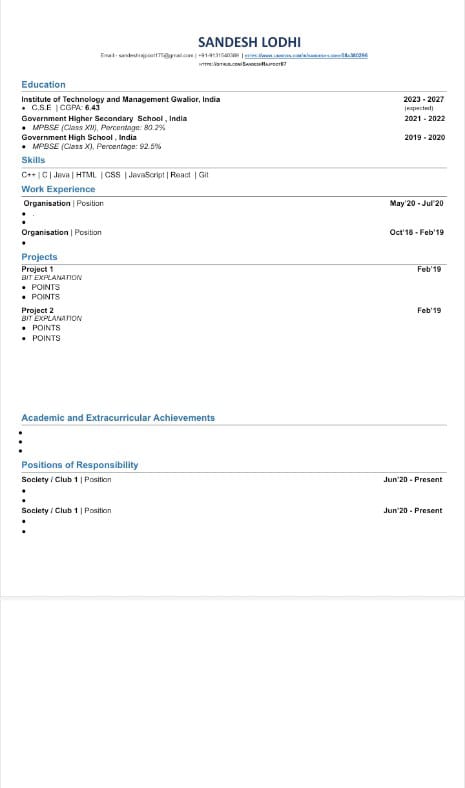 SANDESH LODHI
Email - sandeshrajpoot175@gmail.com | +91-9131540389 |
Education
Institute of Technology and Management Gwalior, India 2023 - 2027
• C.S.E | CGPA: 6.43 (expected)
Government Higher Secondary School , India 2021 - 2022
• MPBSE (Class XII), Percentage: 80.2%
Government High School , India 2019 - 2020
• MPBSE (Class X), Percentage: 92.5%
Skills
C++ | C | Java | HTML | CSS | JavaScript | React | Git
Work Experience
Organisation | Position May'20 - Jul'20
• .
•
Organisation | Position Oct'18 - Feb'19
•
Projects
Project 1 Feb'19
BIT EXPLANATION
• POINTS
• POINTS
Project 2 Feb'19
BIT EXPLANATION
• POINTS
• POINTS
Academic and Extracurricular Achievements
•
•
•
Positions of Responsibility
Society / Club 1 | Position Jun'20 - Present
•
•
Society / Club 1 | Position Jun'20 - Present
•
•